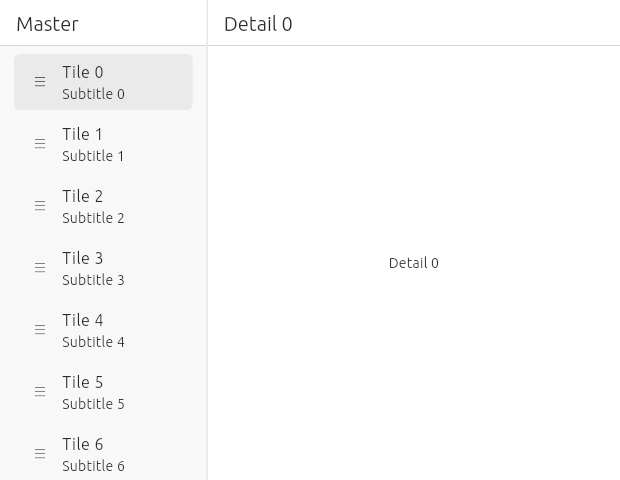 Master
Tile 0
Subtitle 0
Tile 1
Subtitle 1
Tile 2
Subtitle 2
Tile 3
Subtitle 3
Tile 4
Subtitle 4
Tile 5
Subtitle 5
Tile 6
Subtitle 6
Detail 0
Detail 0